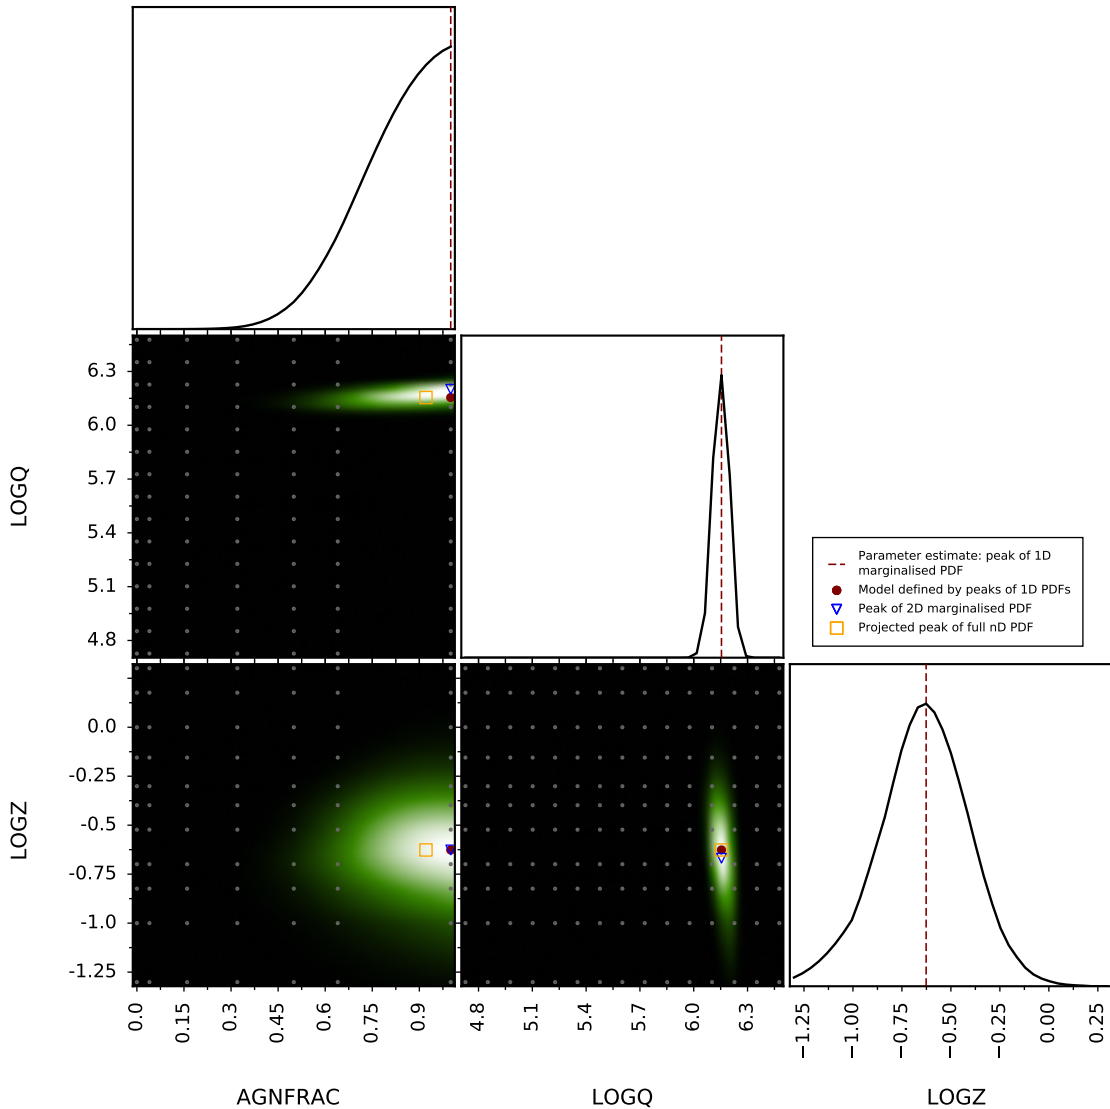 LOGQ
6.3
6.0
5.7
5.4
5.1
4.8
Parameter estimate: peak of 1D
marginalised PDF
Model defined by peaks of 1D PDFs
Peak of 2D marginalised PDF
Projected peak of full nD PDF
LOGZ
0.0
-0.25
-0.5
-0.75
-1.0
-1.25
0.0 0.15 0.3 0.45 0.6 0.75 0.9
4.8 5.1 5.4 5.7 6.0 6.3
−1.25 −1.00 −0.75 −0.50 0.00 0.25
AGNFRAC LOGQ LOGZ